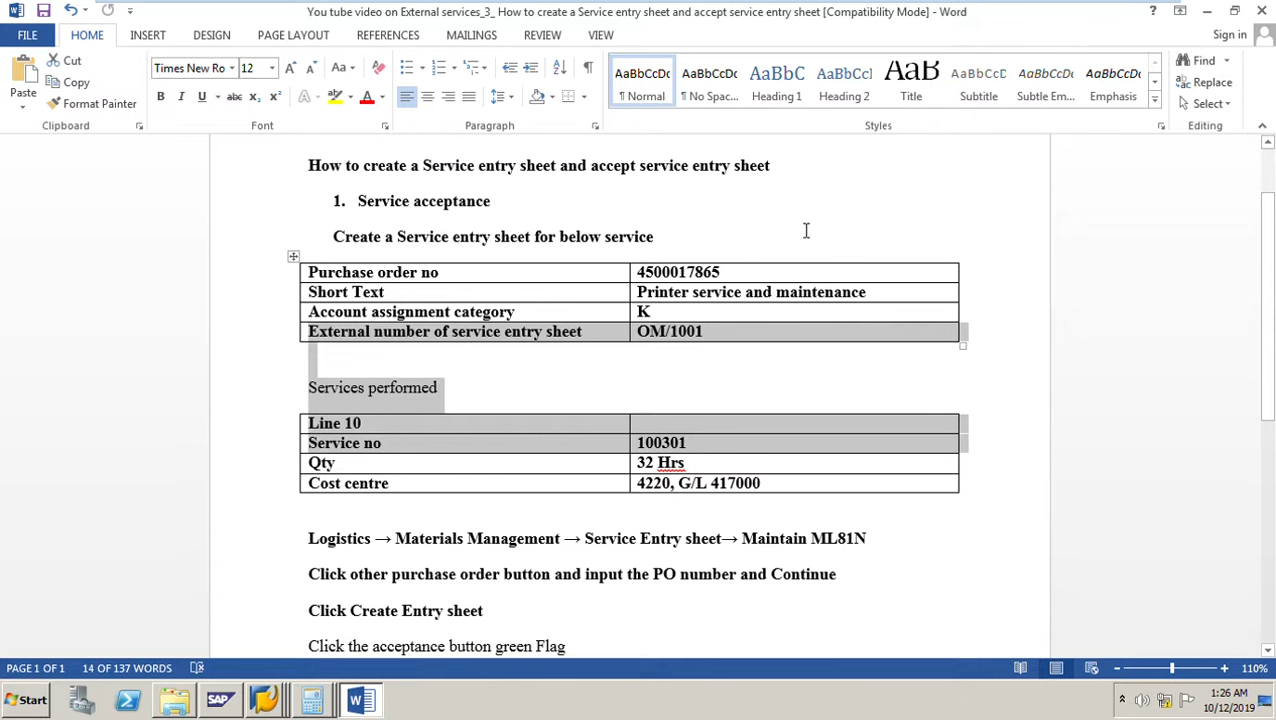 You tube video on External services_3_ How to create a Service entry sheet and accept service entry sheet [Compatibility Mode] - Word
FILE HOME INSERT DESIGN PAGE LAYOUT REFERENCES MAILINGS REVIEW VIEW Sign in
Paste Cut Copy Format Painter
Clipboard
Times New Ro 12
Font
Paragraph
AaBbCcDc AaBbCcDc AaBbC AaBbCc AaB AaBbCcD AaBbCcDc AaBbCcDc
¶ Normal ¶ No Spac... Heading 1 Heading 2 Title Subtitle Subtle Em... Emphasis
Styles
Find
Replace
Select
Editing
How to create a Service entry sheet and accept service entry sheet
1. Service acceptance
Create a Service entry sheet for below service
Purchase order no 4500017865
Short Text Printer service and maintenance
Account assignment category K
External number of service entry sheet OM/1001
Services performed
Line 10
Service no 100301
Qty 32 Hrs
Cost centre 4220, G/L 417000
Logistics → Materials Management → Service Entry sheet→ Maintain ML81N
Click other purchase order button and input the PO number and Continue
Click Create Entry sheet
Click the acceptance button green Flag
PAGE 1 OF 1 14 OF 137 WORDS 110%
Start SAP 1:26 AM
10/12/2019